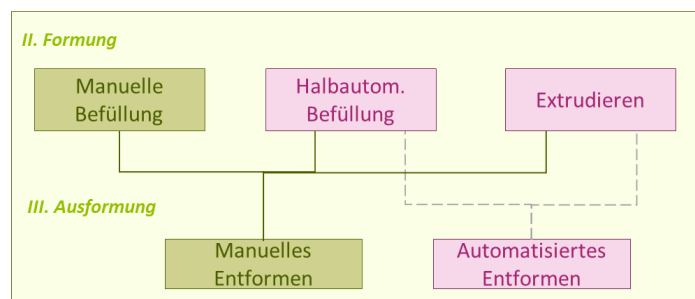 II. Formung
Manuelle
Befüllung
Halbautom.
Befüllung
Extrudieren
III. Ausformung
Manuelles
Entformen
Automatisiertes
Entformen